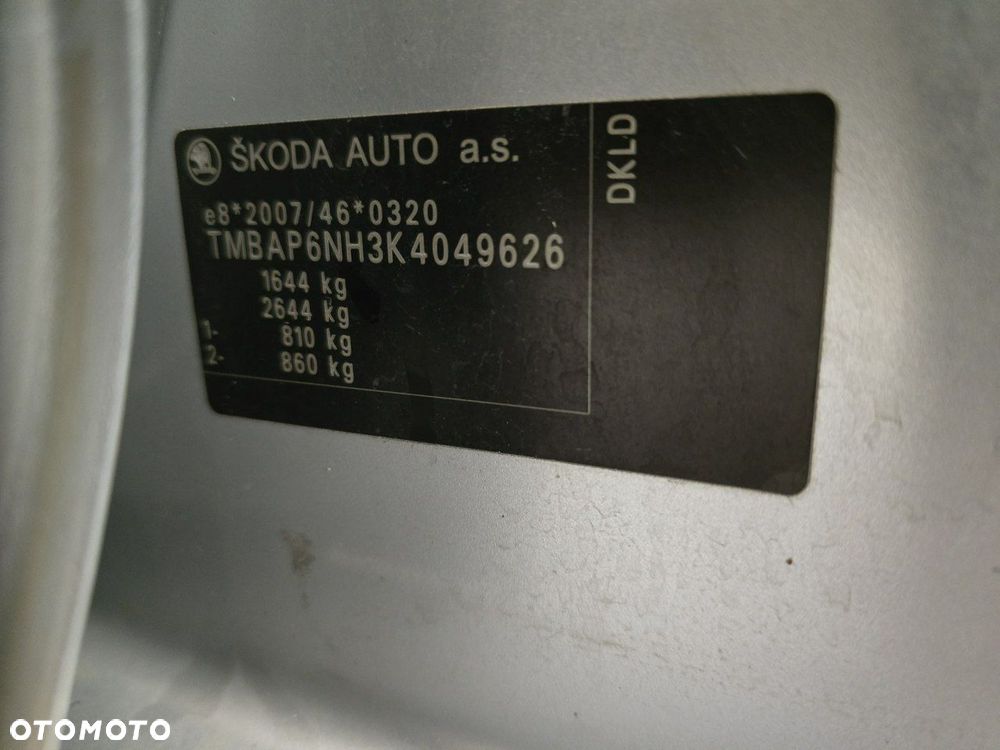 ŠKODA AUTO a.s.
DKLD
e8*2007/46*0320
TMBAP6NH3K4049626
1644 kg
2644 kg
1- 810 kg
2- 860 kg
OTOMOTO